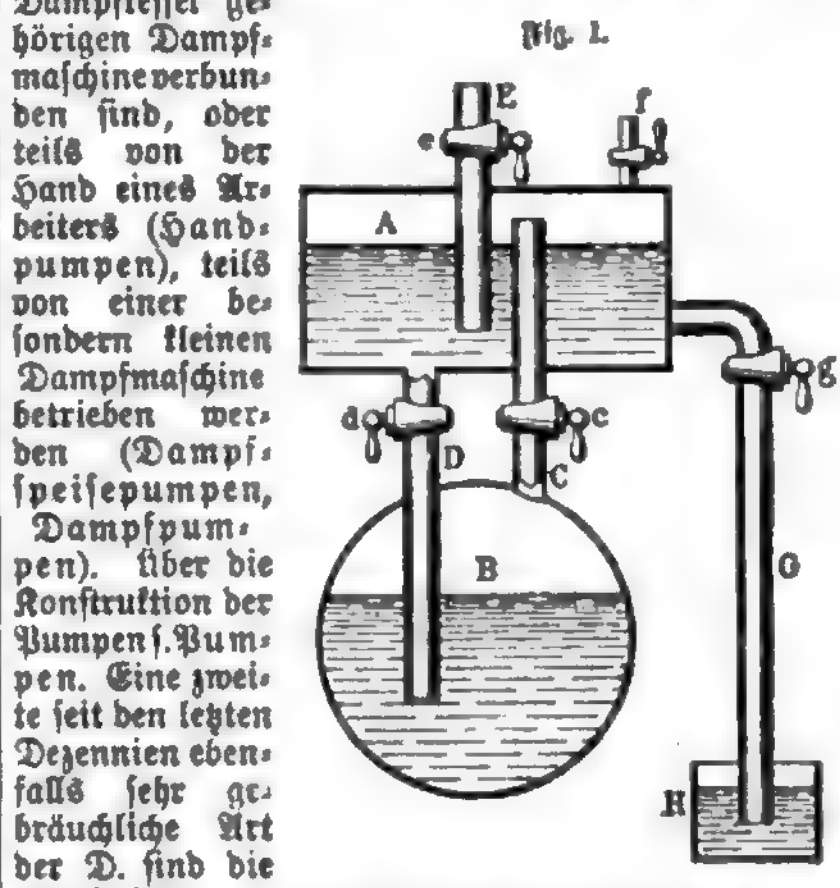 Dampfkessel ge⸗
hörigen Dampf⸗
maſchine verbun⸗
den ſind, oder
teils von der
Hand eines Ar⸗
beiters (Hand⸗
pumpen), teils
von einer be⸗
ſondern kleinen
Dampfmaſchine
betrieben wer⸗
den (Dampf⸗
ſpeiſepumpen,
Dampfpum⸗
pen). Über die
Konſtruktion der
Pumpen ſ. Pum⸗
pen. Eine zwei⸗
te ſeit den letzten
Dezennien eben⸗
falls ſehr ge⸗
bräuchliche Art
der D. ſind die
Fig. 1.
E
f
e
A
g
d
c
D
C
B
G
H